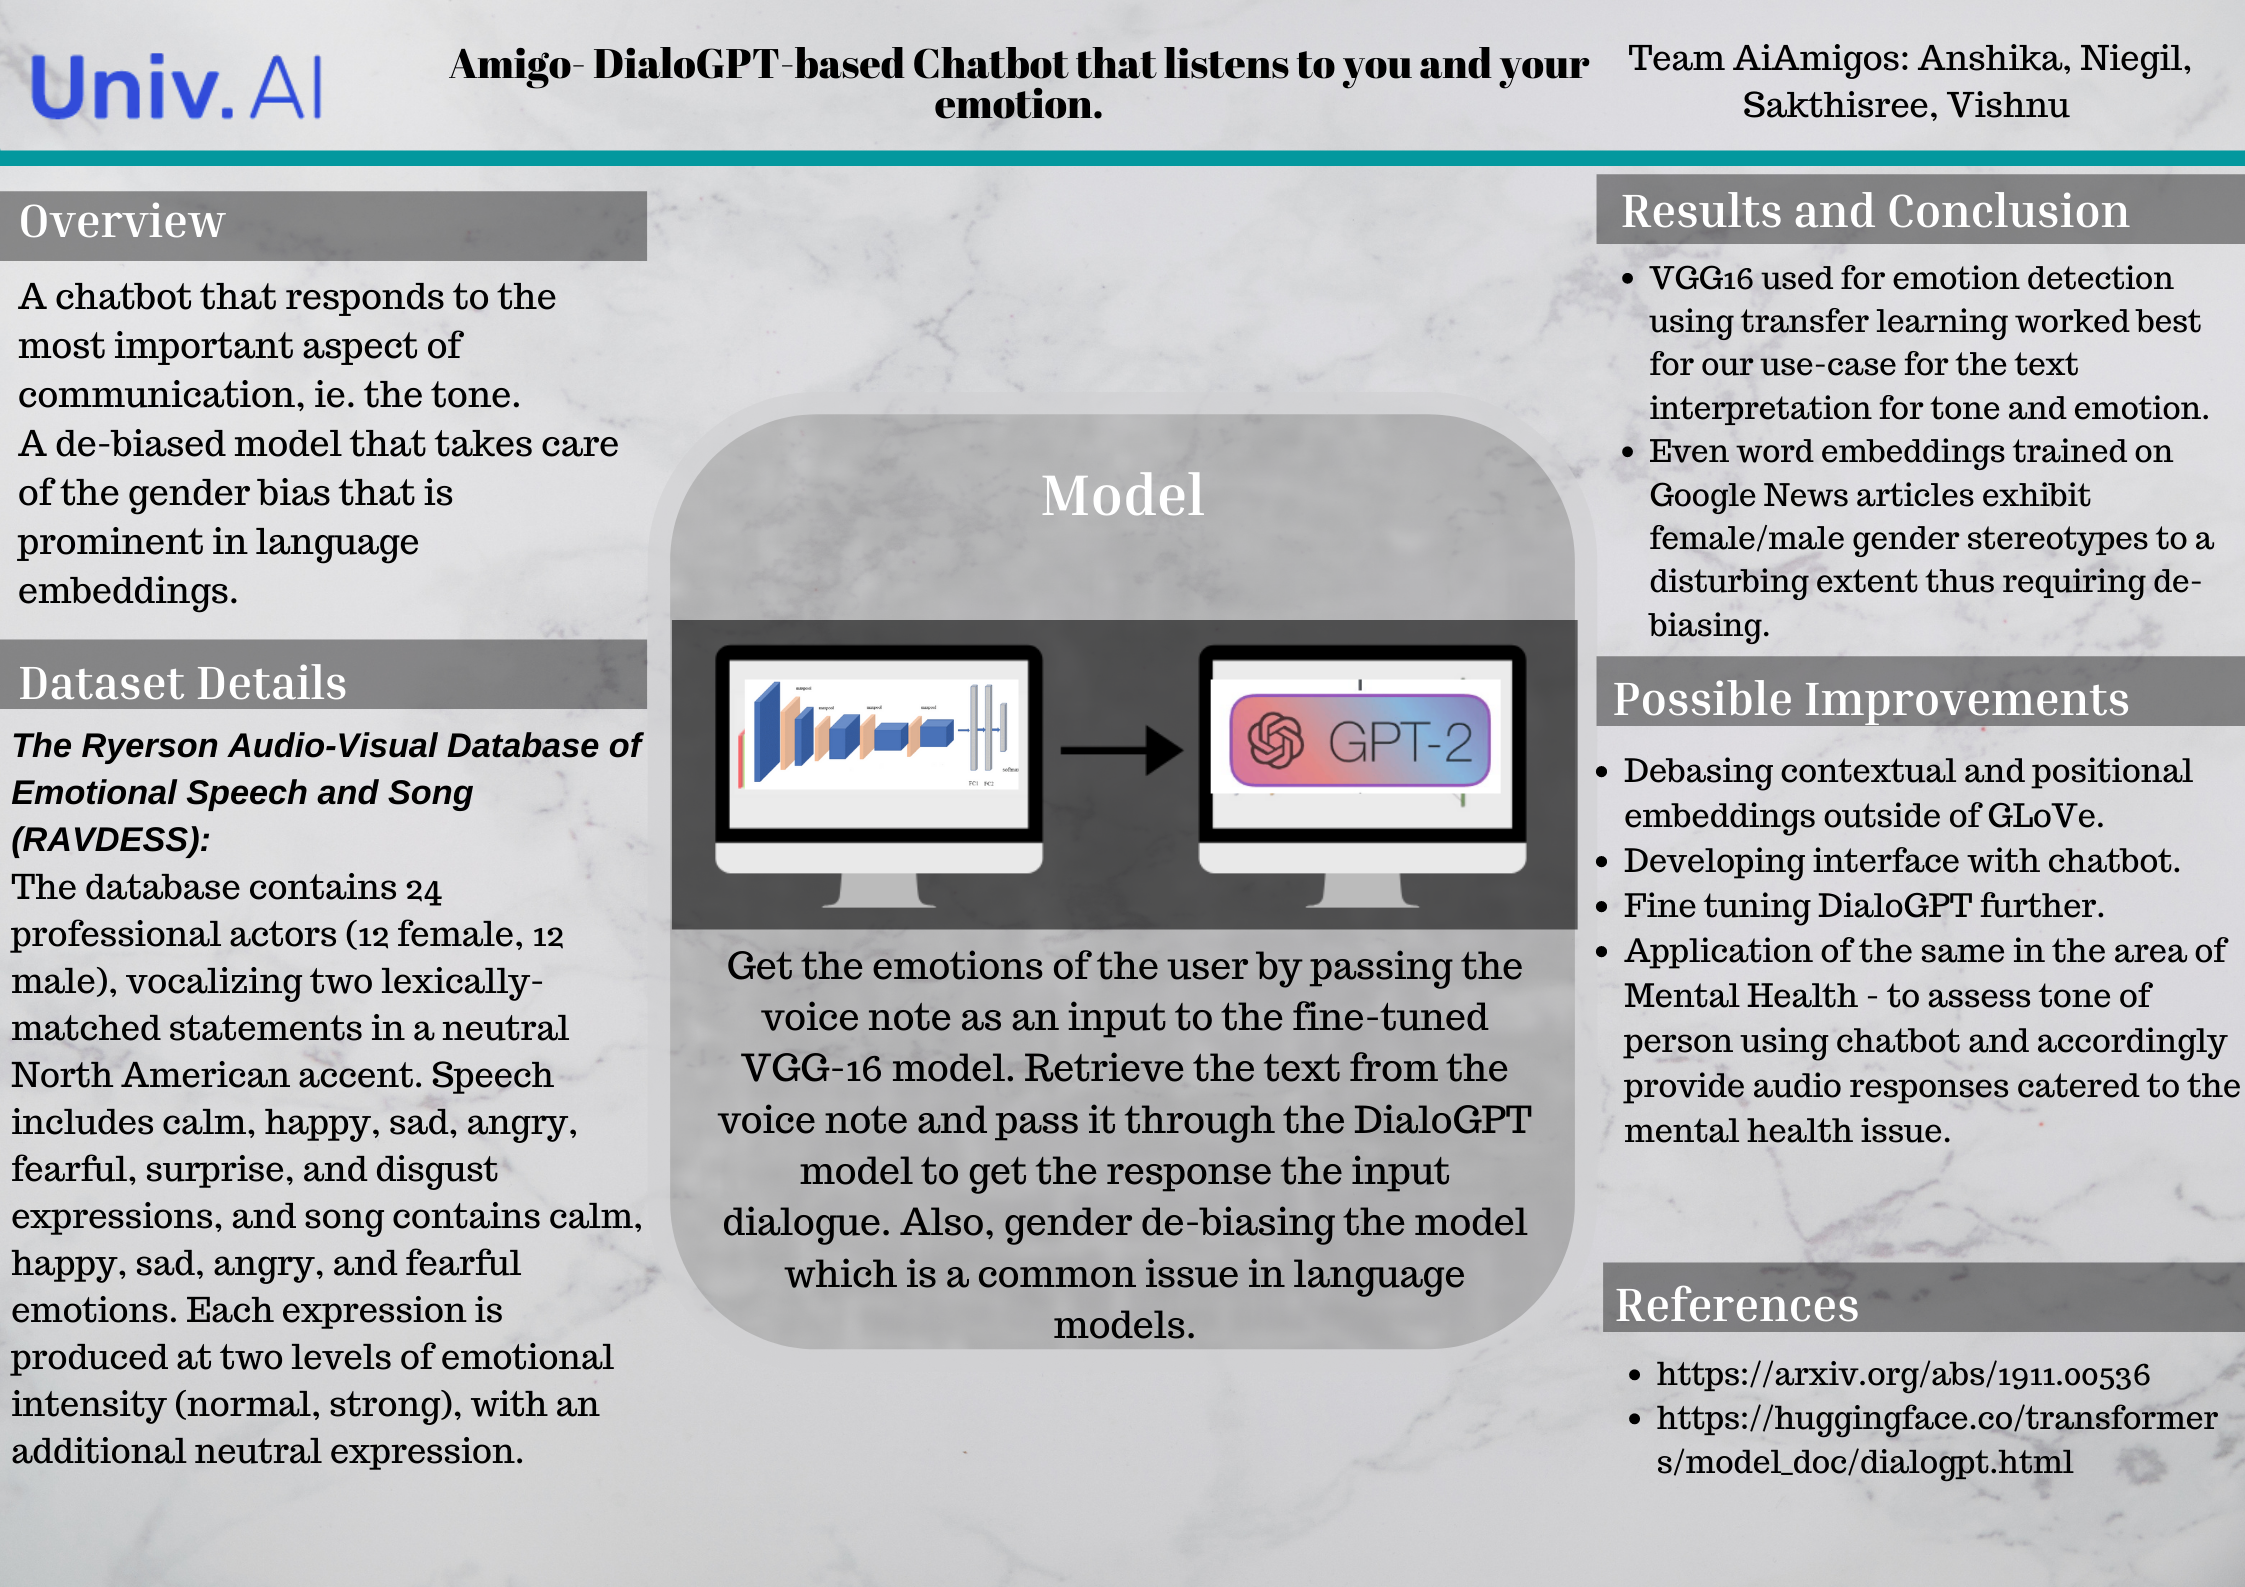 Univ.AI
Amigo- DialoGPT-based Chatbot that listens to you and your
emotion.
Team AiAmigos: Anshika, Niegil,
Sakthisree, Vishnu
Overview
A chatbot that responds to the
most important aspect of
communication, ie. the tone.
A de-biased model that takes care
of the gender bias that is
prominent in language
embeddings.
Dataset Details
The Ryerson Audio-Visual Database of
Emotional Speech and Song
(RAVDESS):
The database contains 24
professional actors (12 female, 12
male), vocalizing two lexically-
matched statements in a neutral
North American accent. Speech
includes calm, happy, sad, angry,
fearful, surprise, and disgust
expressions, and song contains calm,
happy, sad, angry, and fearful
emotions. Each expression is
produced at two levels of emotional
intensity (normal, strong), with an
additional neutral expression.
Model
maxpool
maxpool
maxpool
maxpool
FC1 FC2
GPT-2
Get the emotions of the user by passing the
voice note as an input to the fine-tuned
VGG-16 model. Retrieve the text from the
voice note and pass it through the DialoGPT
model to get the response the input
dialogue. Also, gender de-biasing the model
which is a common issue in language
models.
Results and Conclusion
• VGG16 used for emotion detection
using transfer learning worked best
for our use-case for the text
interpretation for tone and emotion.
• Even word embeddings trained on
Google News articles exhibit
female/male gender stereotypes to a
disturbing extent thus requiring de-
biasing.
Possible Improvements
• Debasing contextual and positional
embeddings outside of GLoVe.
• Developing interface with chatbot.
• Fine tuning DialoGPT further.
• Application of the same in the area of
Mental Health - to assess tone of
person using chatbot and accordingly
provide audio responses catered to the
mental health issue.
References
• https://arxiv.org/abs/1911.00536
• https://huggingface.co/transformer
s/model_doc/dialogpt.html